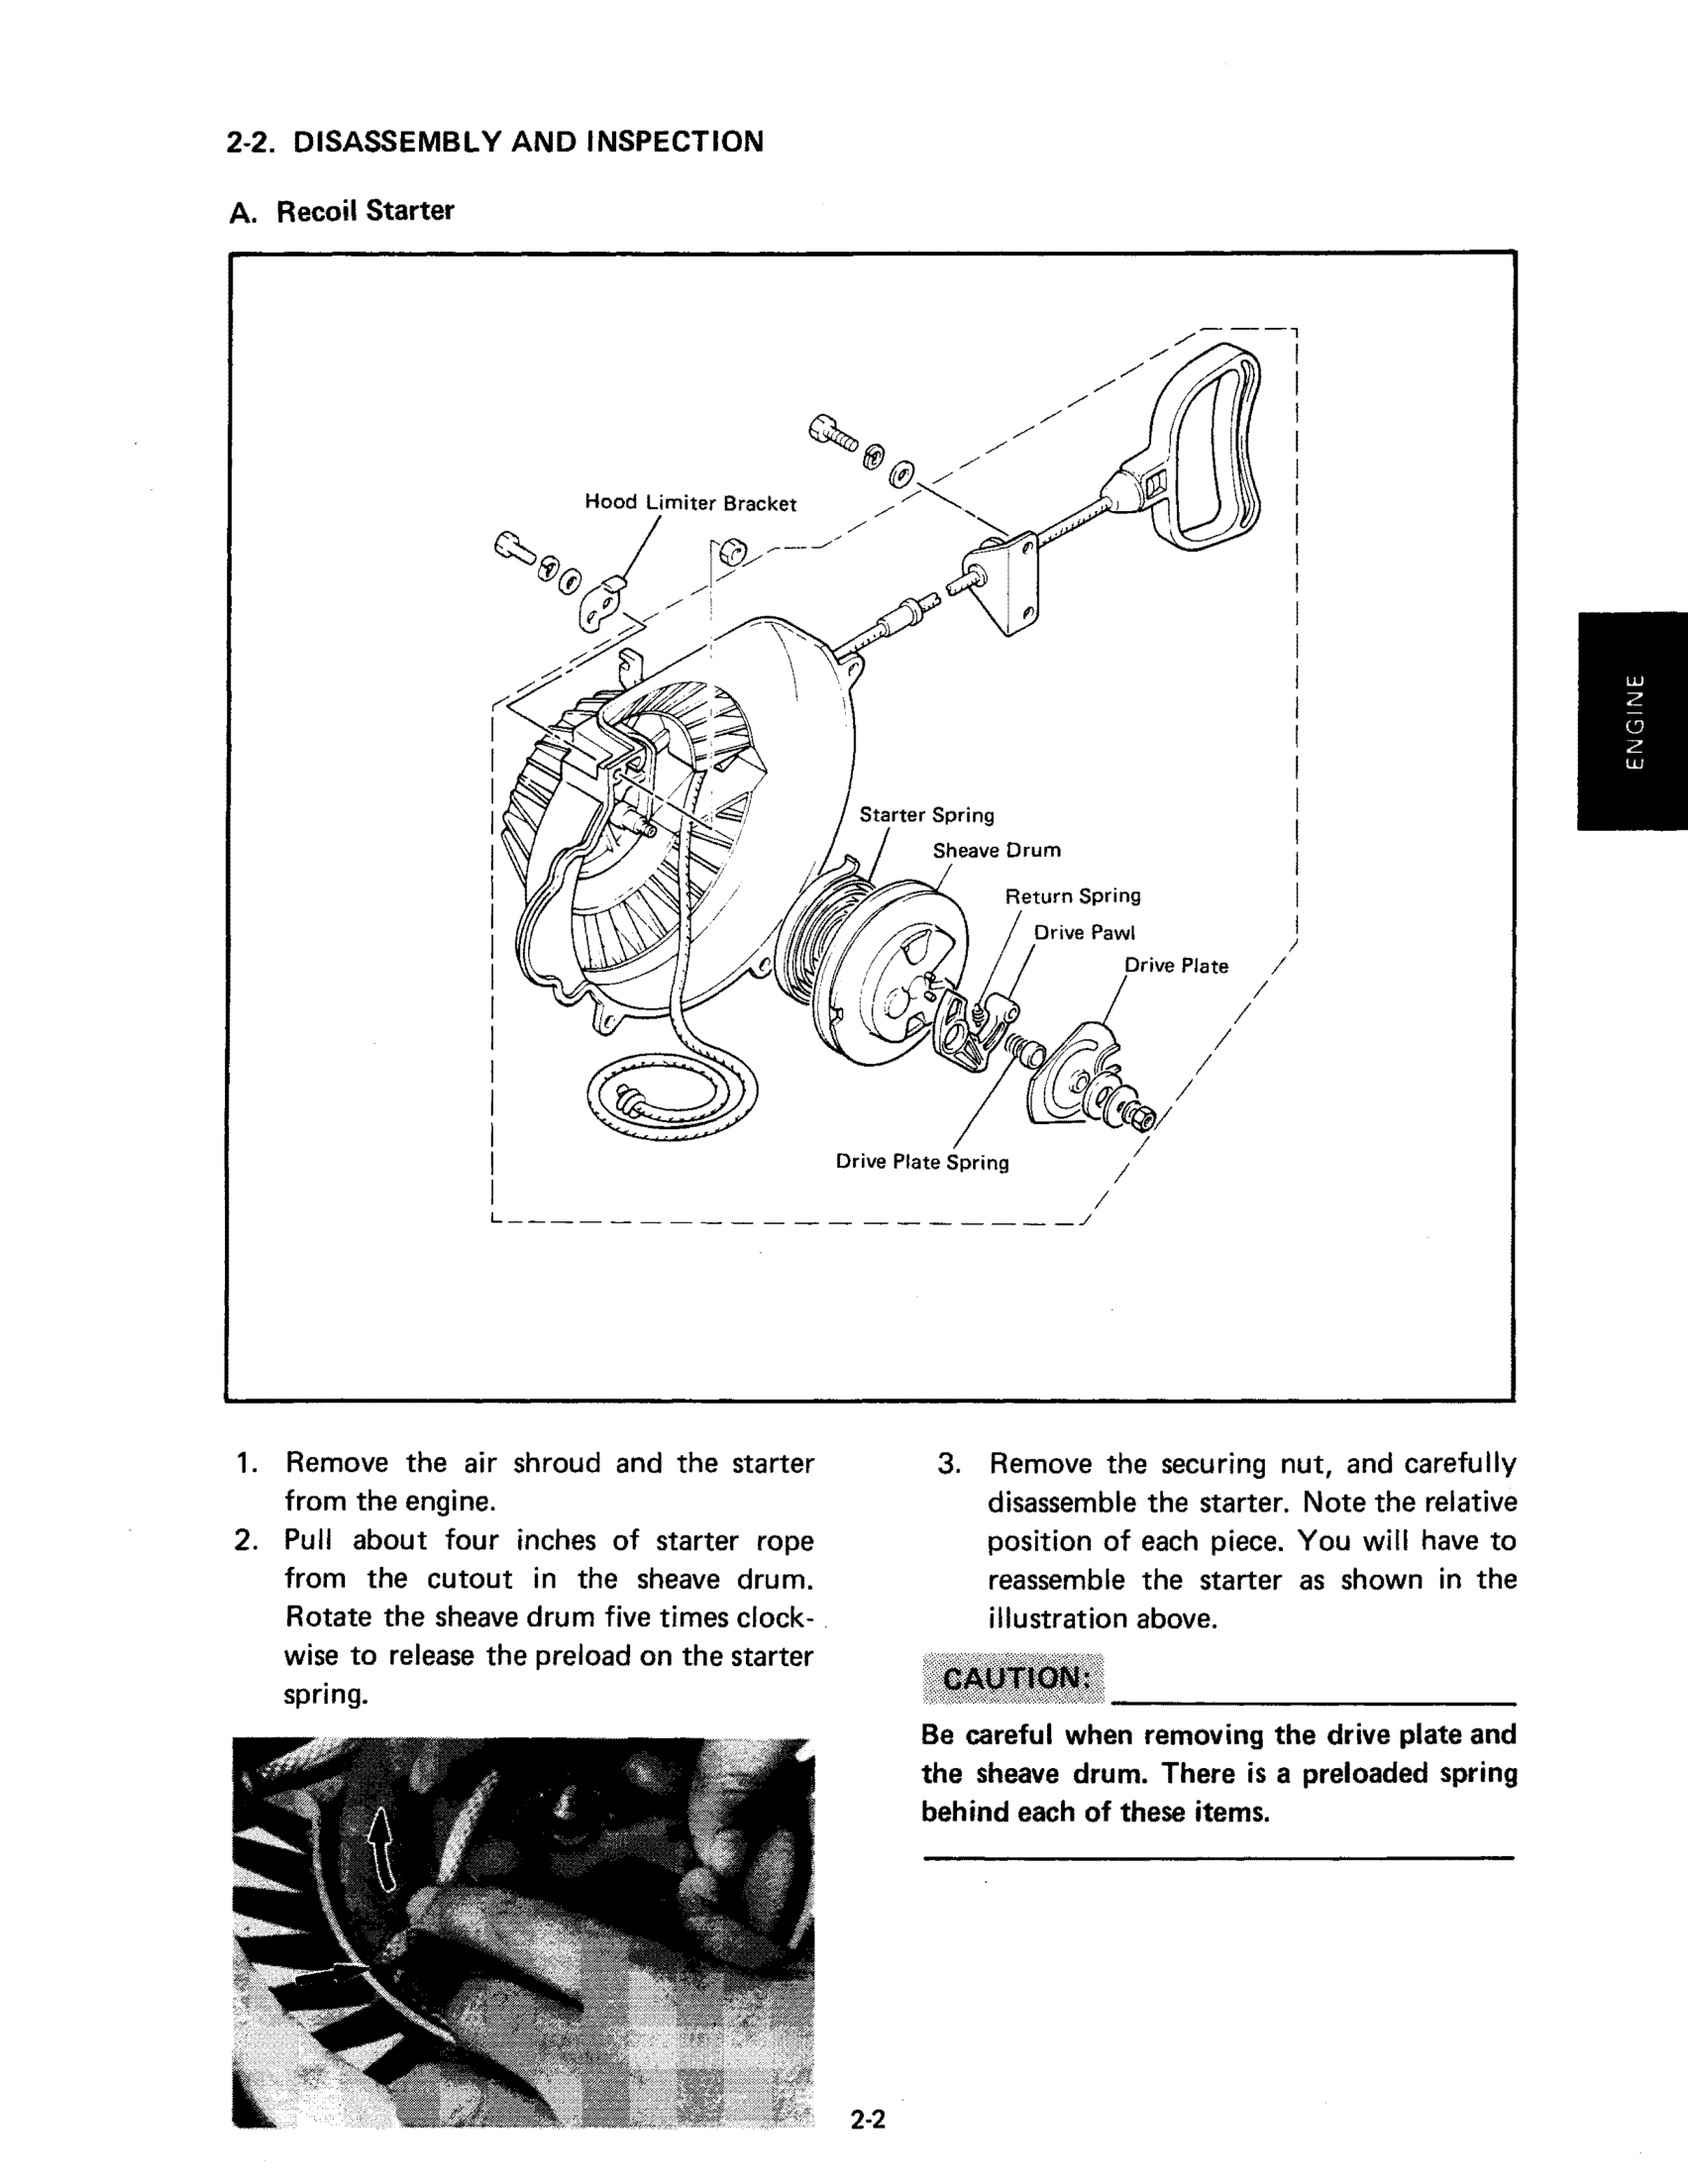 2-2. DISASSEMBLY AND INSPECTION
A. Recoil Starter
Hood Limiter Bracket
Starter Spring
Sheave Drum
Return Spring
Drive Pawl
Drive Plate
Drive Plate Spring
ENGINE
1. Remove the air shroud and the starter
from the engine.
2. Pull about four inches of starter rope
from the cutout in the sheave drum.
Rotate the sheave drum five times clock-
wise to release the preload on the starter
spring.
3. Remove the securing nut, and carefully
disassemble the starter. Note the relative
position of each piece. You will have to
reassemble the starter as shown in the
illustration above.
CAUTION:
Be careful when removing the drive plate and
the sheave drum. There is a preloaded spring
behind each of these items.
2-2